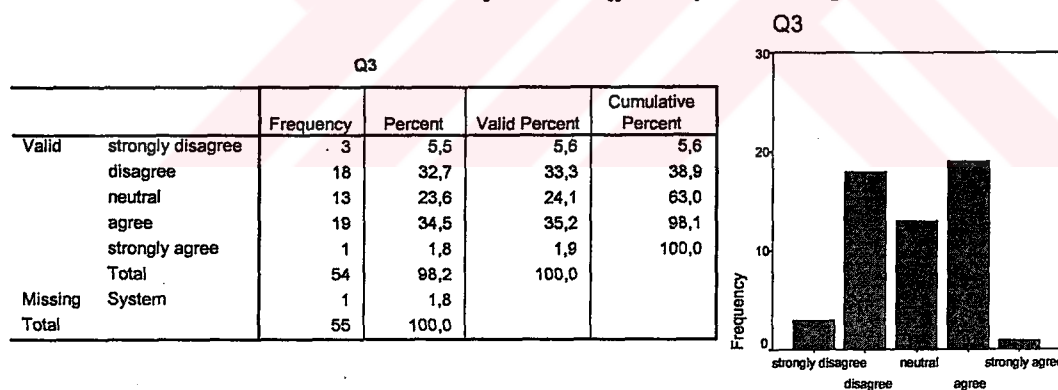 Q3
Frequency Percent Valid Percent Cumulative Percent
Valid strongly disagree 3 5,5 5,6 5,6
disagree 18 32,7 33,3 38,9
neutral 13 23,6 24,1 63,0
agree 19 34,5 35,2 98,1
strongly agree 1 1,8 1,9 100,0
Total 54 98,2 100,0
Missing System 1 1,8
Total 55 100,0
Q3
30
20
10
0
Frequency
strongly disagree neutral strongly agree
disagree agree